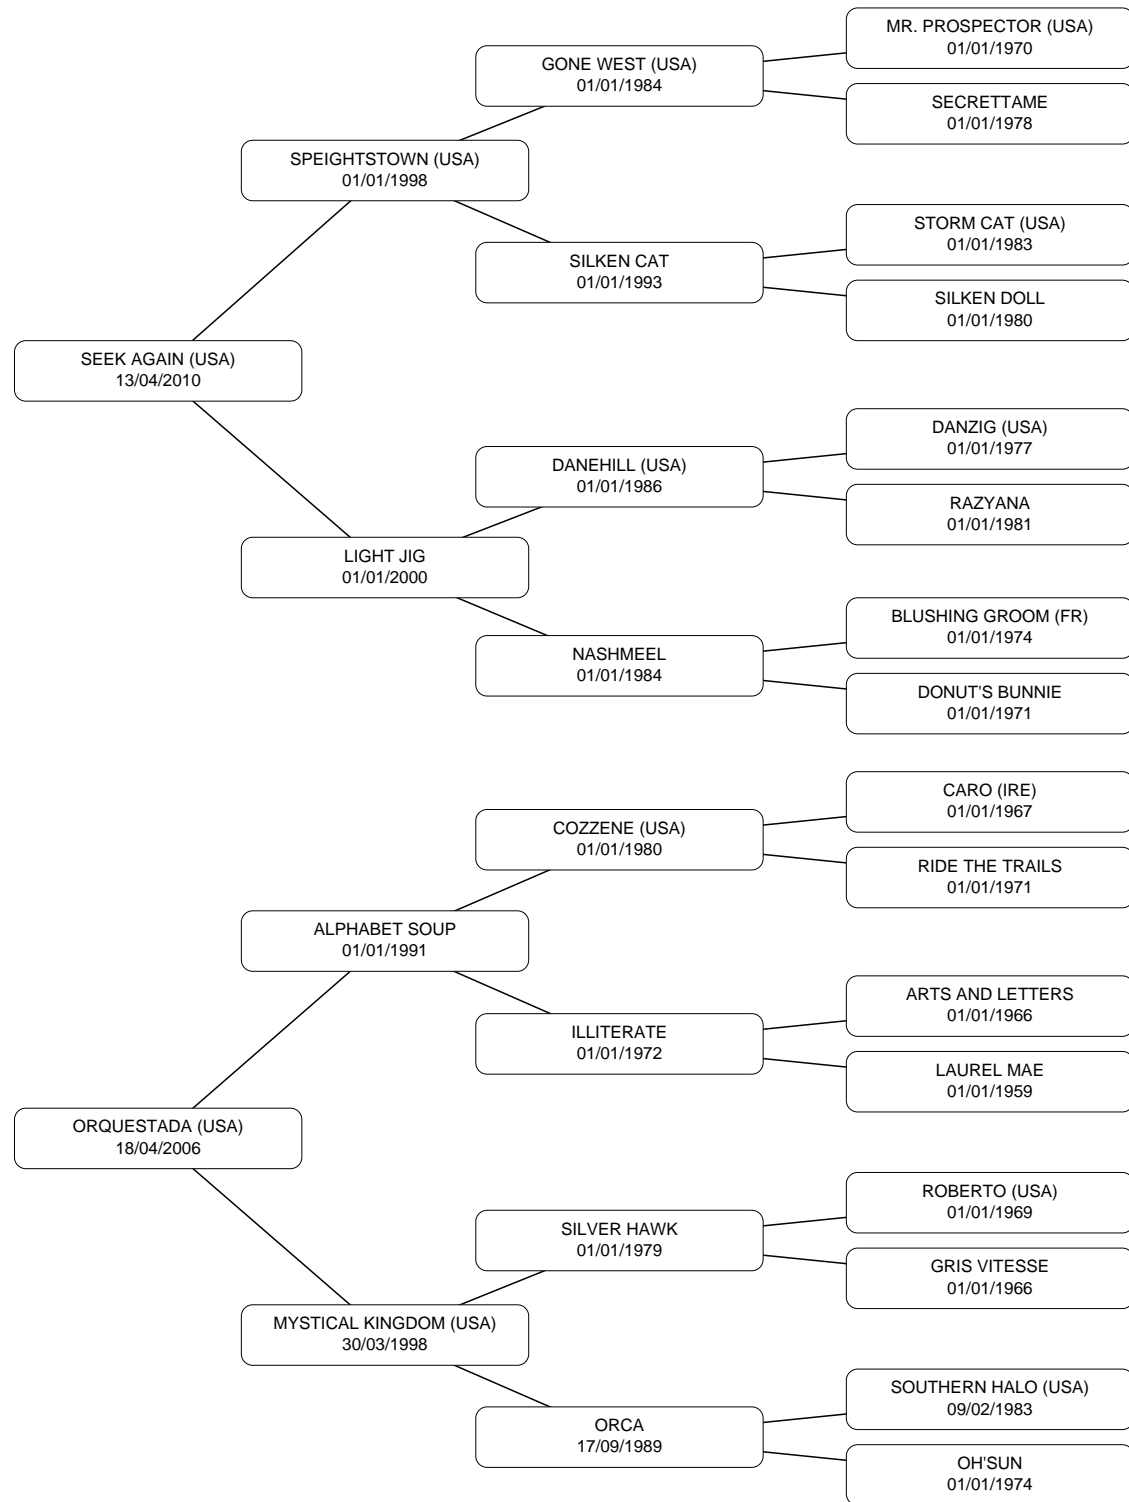 MR. PROSPECTOR (USA)
01/01/1970
GONE WEST (USA)
01/01/1984
SECRETTAME
01/01/1978
SPEIGHTSTOWN (USA)
01/01/1998
STORM CAT (USA)
01/01/1983
SILKEN CAT
01/01/1993
SILKEN DOLL
01/01/1980
SEEK AGAIN (USA)
13/04/2010
DANZIG (USA)
01/01/1977
DANEHILL (USA)
01/01/1986
RAZYANA
01/01/1981
LIGHT JIG
01/01/2000
BLUSHING GROOM (FR)
01/01/1974
NASHMEEL
01/01/1984
DONUT'S BUNNIE
01/01/1971
CARO (IRE)
01/01/1967
COZZENE (USA)
01/01/1980
RIDE THE TRAILS
01/01/1971
ALPHABET SOUP
01/01/1991
ARTS AND LETTERS
01/01/1966
ILLITERATE
01/01/1972
LAUREL MAE
01/01/1959
ORQUESTADA (USA)
18/04/2006
ROBERTO (USA)
01/01/1969
SILVER HAWK
01/01/1979
GRIS VITESSE
01/01/1966
MYSTICAL KINGDOM (USA)
30/03/1998
SOUTHERN HALO (USA)
09/02/1983
ORCA
17/09/1989
OH'SUN
01/01/1974